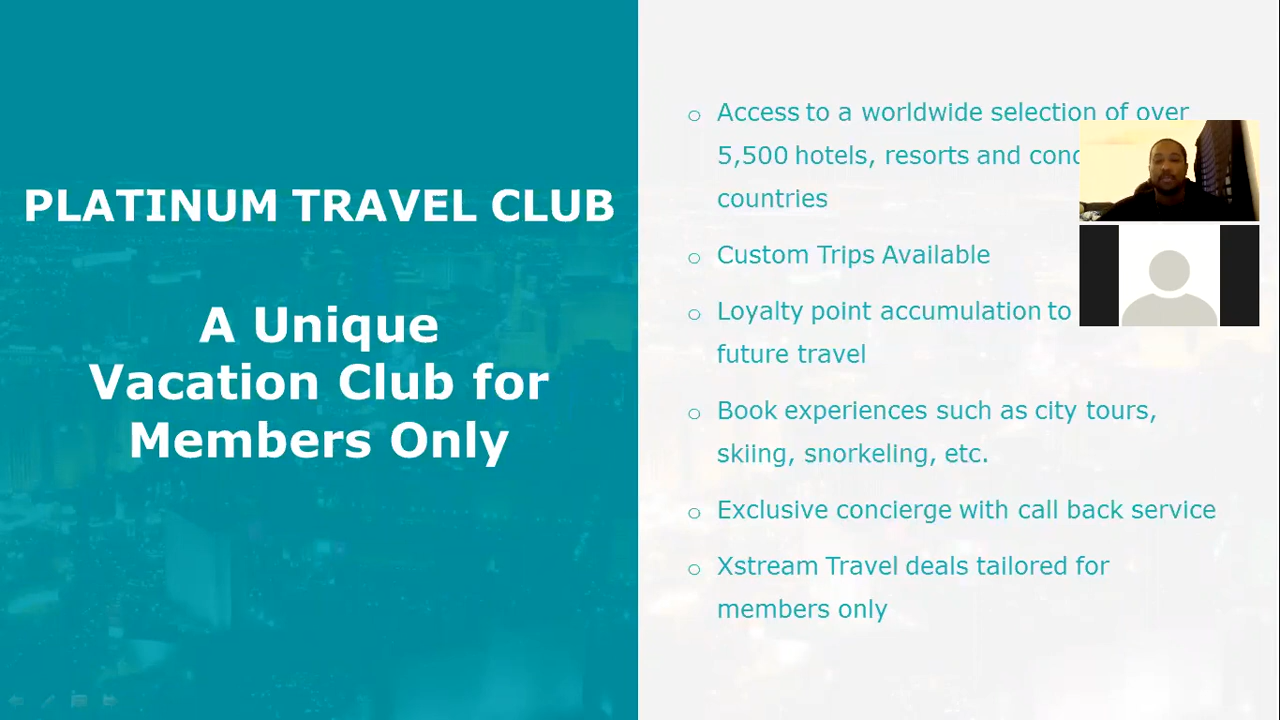 PLATINUM TRAVEL CLUB
A Unique
Vacation Club for
Members Only
Access to a worldwide selection of over
5,500 hotels, resorts and
countries
Custom Trips Available
Loyalty point accumulation to
future travel
Book experiences such as city tours,
skiing, snorkeling, etc.
Exclusive concierge with call back service
Xstream Travel deals tailored for
members only